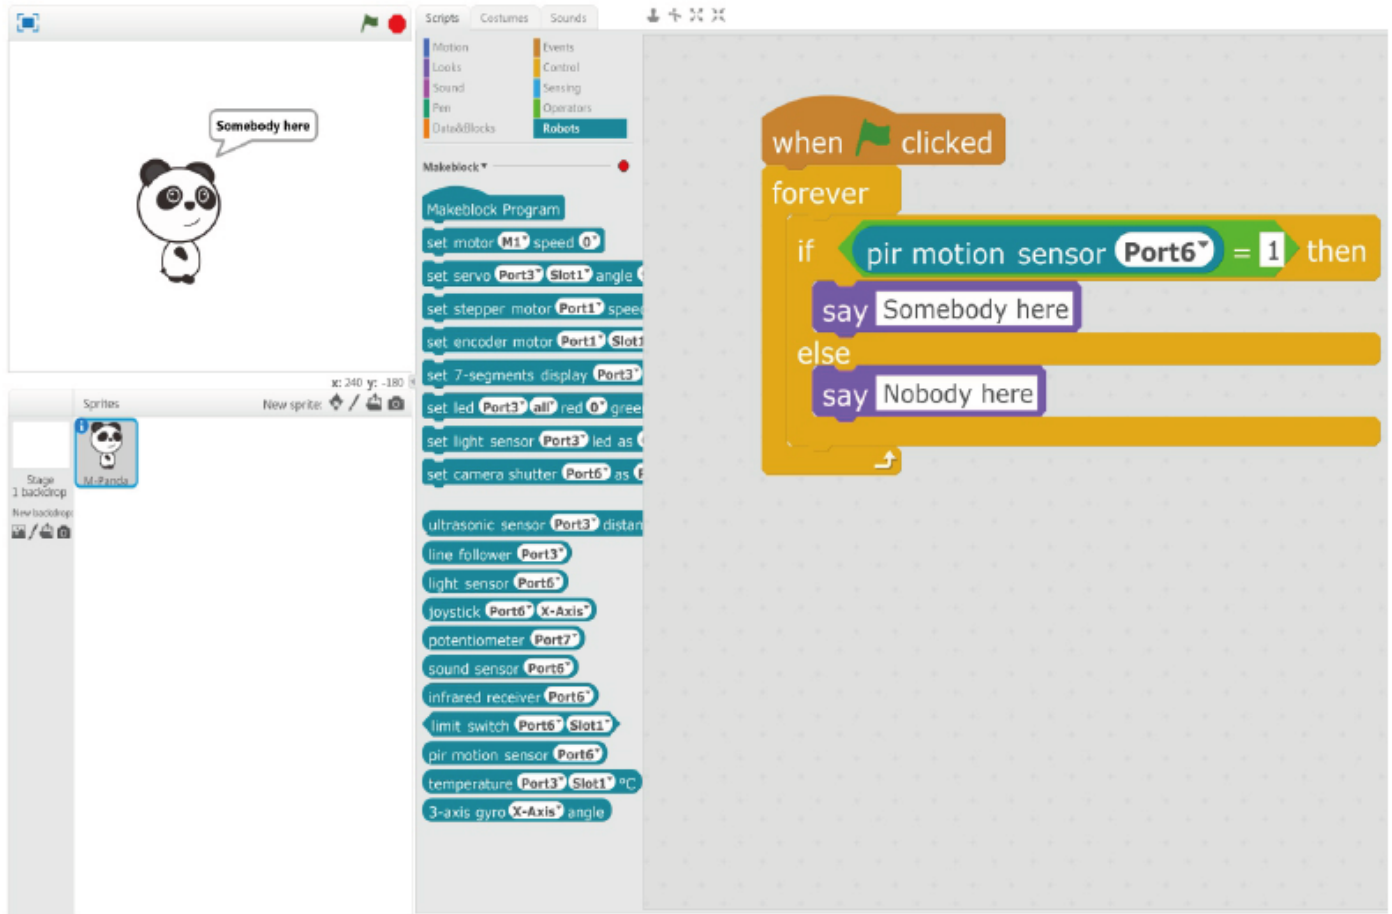 Scripts Costumes Sounds
Somebody here
x: 240 y: -180
Sprites New sprite:
Stage
1 backdrop
New backdrop:
M-Panda
Motion Events
Looks Control
Sound Sensing
Pen Operators
Data&Blocks Robots
Makeblock
Makeblock Program
set motor M1 speed 0
set servo Port3 Slot1 angle
set stepper motor Port1 speed
set encoder motor Port1 Slot1
set 7-segments display Port3
set led Port3 all red 0 gree
set light sensor Port3 led as
set camera shutter Port6 as
ultrasonic sensor Port3 distan
line follower Port3
light sensor Port6
joystick Port6 X-Axis
potentiometer Port7
sound sensor Port6
infrared receiver Port6
limit switch Port6 Slot1
pir motion sensor Port6
temperature Port3 Slot1 °C
3-axis gyro X-Axis angle
when clicked
forever
if pir motion sensor Port6 = 1 then
say Somebody here
else
say Nobody here